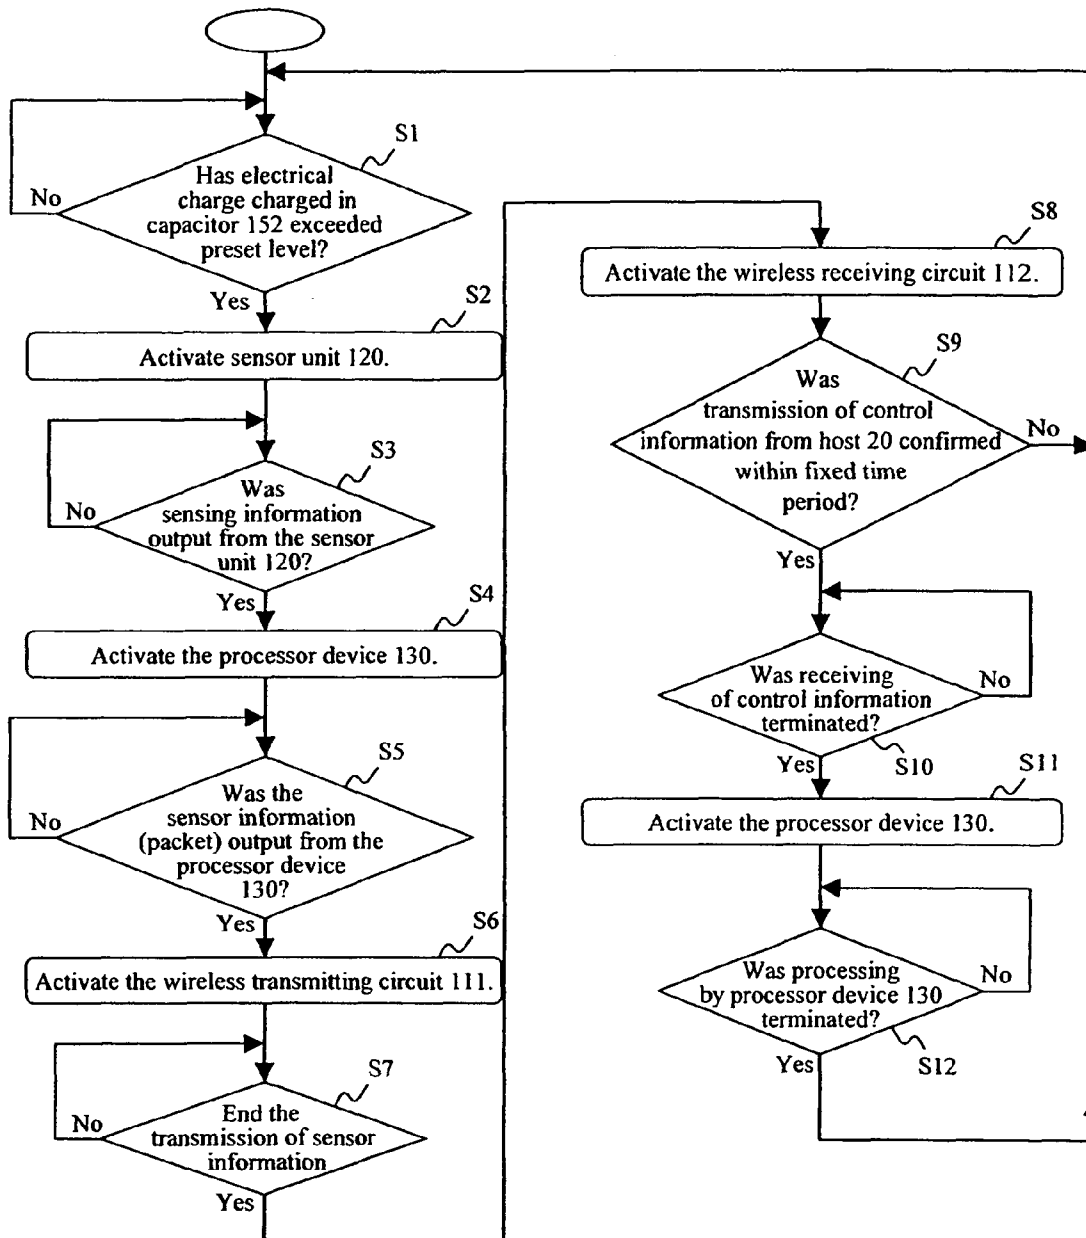 S1
Has electrical
charge charged in
capacitor 152 exceeded
preset level?
No
Yes
S2
Activate sensor unit 120.
S3
Was
sensing information
output from the sensor
unit 120?
No
Yes
S4
Activate the processor device 130.
S5
Was the
sensor information
(packet) output from the
processor device
130?
No
Yes
S6
Activate the wireless transmitting circuit 111.
S7
End the
transmission of sensor
information
No
Yes
S8
Activate the wireless receiving circuit 112.
S9
Was
transmission of control
information from host 20 confirmed
within fixed time
period?
No
Yes
Was receiving
of control information
terminated?
No
S10
Yes
S11
Activate the processor device 130.
Was processing
by processor device 130
terminated?
No
S12
Yes